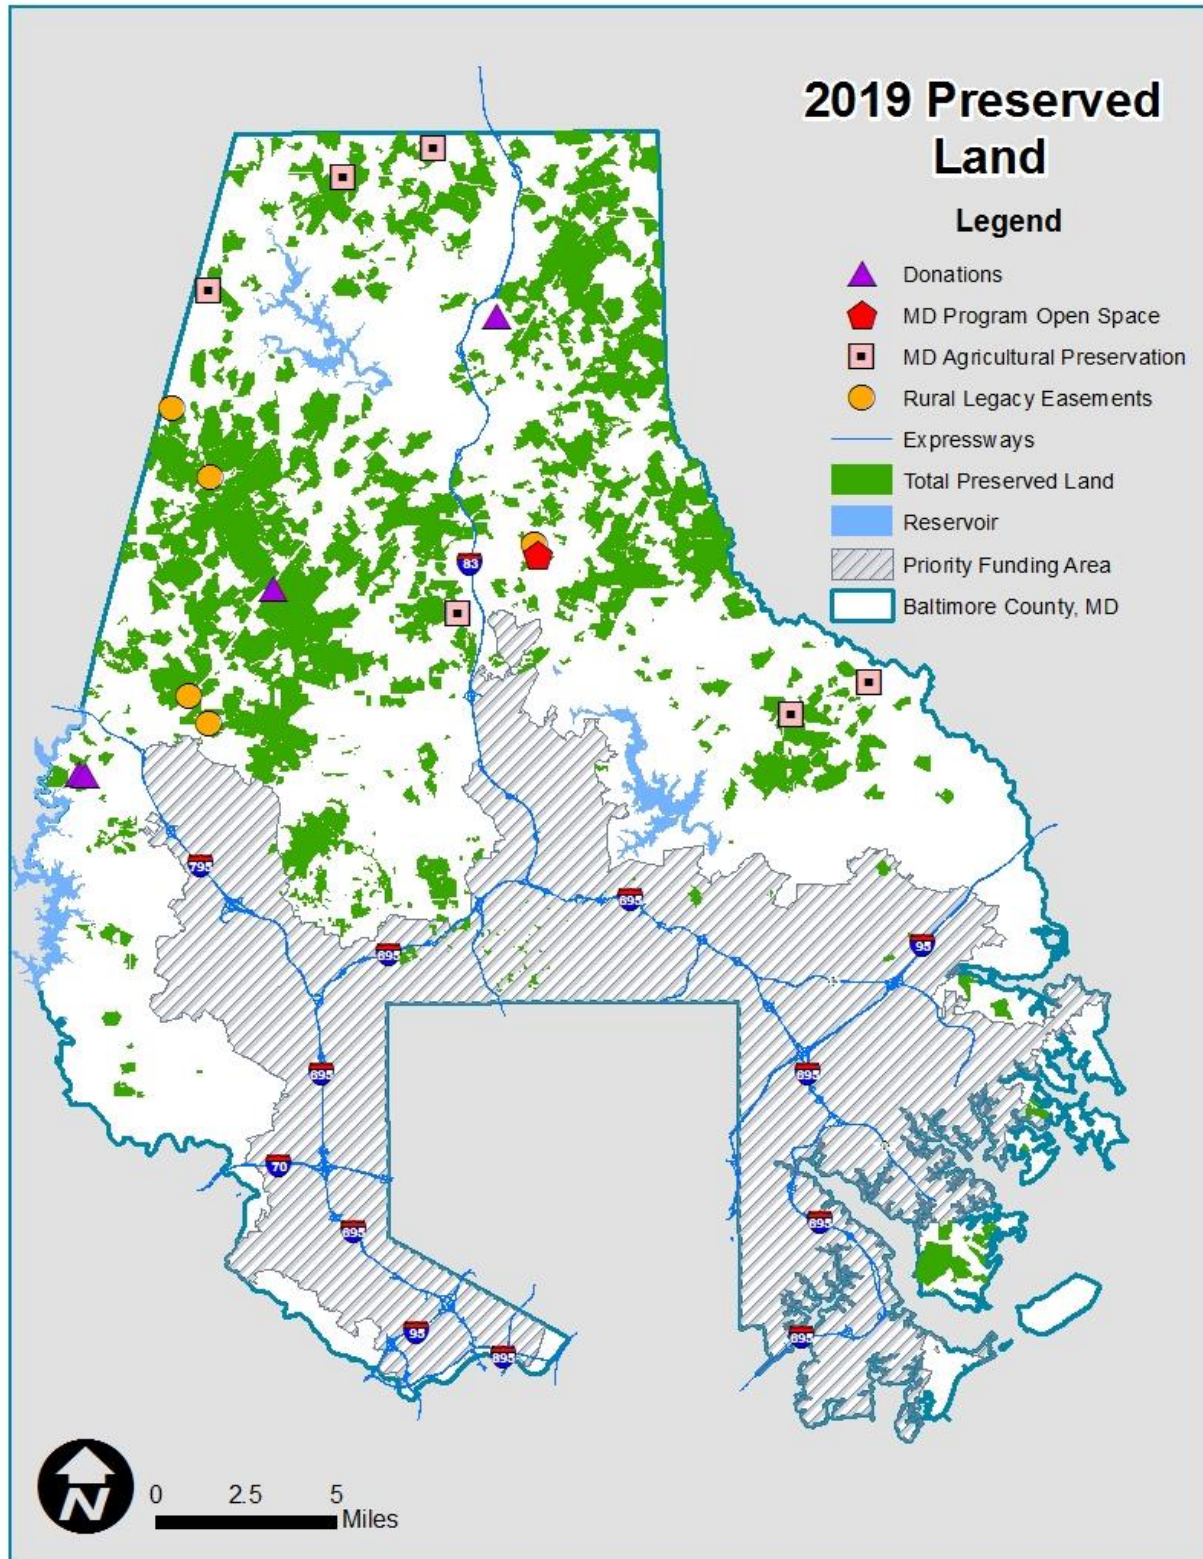 2019 Preserved
Land
Legend
Donations
MD Program Open Space
MD Agricultural Preservation
Rural Legacy Easements
Expressways
Total Preserved Land
Reservoir
Priority Funding Area
Baltimore County, MD
83
795
695
695
95
695
695
70
695
695
95
695
695
N
0 2.5 5
Miles